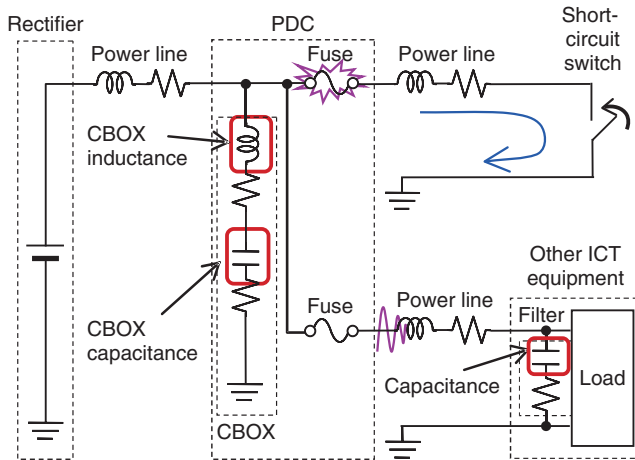 Rectifier
PDC
Short-
circuit
switch
Power line
Fuse
Power line
CBOX
inductance
Other ICT
equipment
Fuse
Power line
Filter
CBOX
capacitance
Capacitance
Load
CBOX